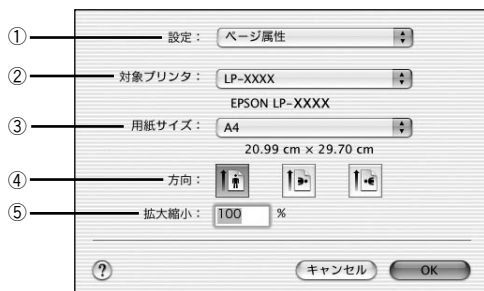 ① 設定： ページ属性
② 対象プリンタ： LP-XXXX
EPSON LP-XXXX
③ 用紙サイズ： A4
20.99 cm × 29.70 cm
④ 方向：
⑤ 拡大縮小： 100 %
? キャンセル OK